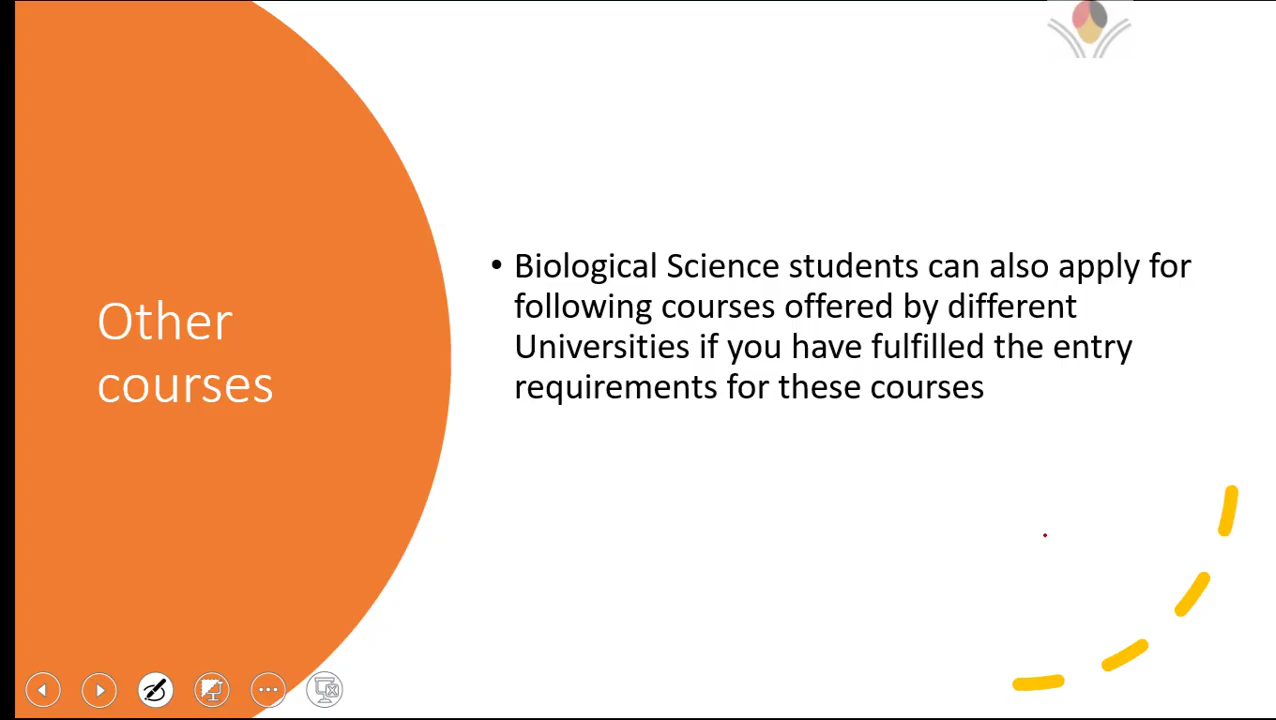 Other
courses
• Biological Science students can also apply for
following courses offered by different
Universities if you have fulfilled the entry
requirements for these courses